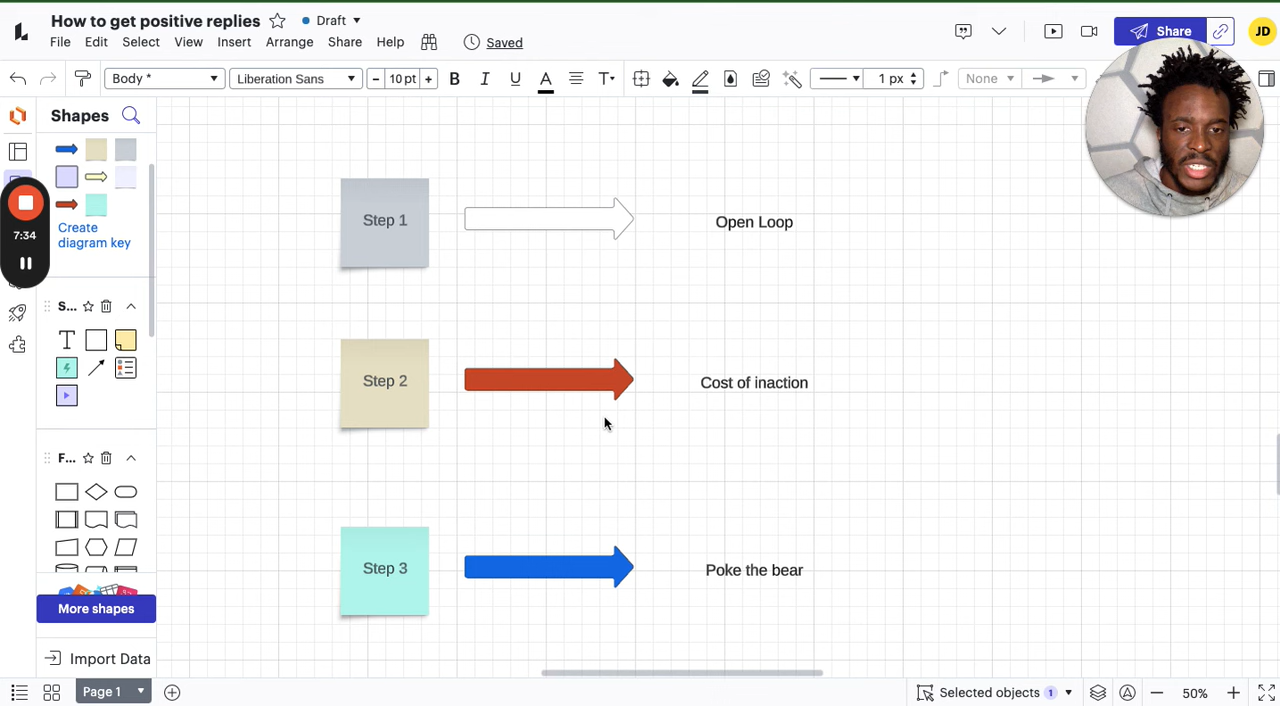 How to get positive replies
Draft
File Edit Select View Insert Arrange Share Help
Saved
Share
JD
Body *
Liberation Sans
- 10 pt +
B I U A T
1 px
None
Shapes
Create
diagram key
7:34
S...
T
F...
More shapes
Import Data
Step 1
Open Loop
Step 2
Cost of inaction
Step 3
Poke the bear
Page 1
Selected objects 1
50%